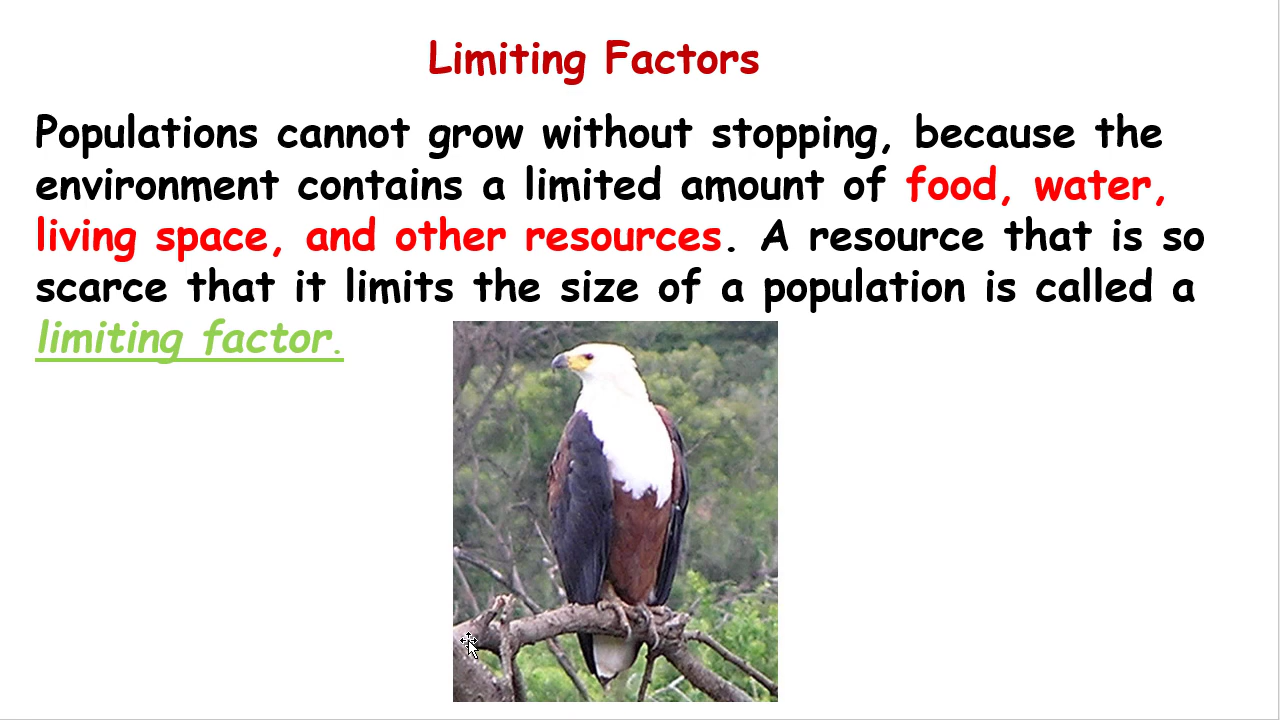 Limiting Factors
Populations cannot grow without stopping, because the
environment contains a limited amount of food, water,
living space, and other resources. A resource that is so
scarce that it limits the size of a population is called a
limiting factor.